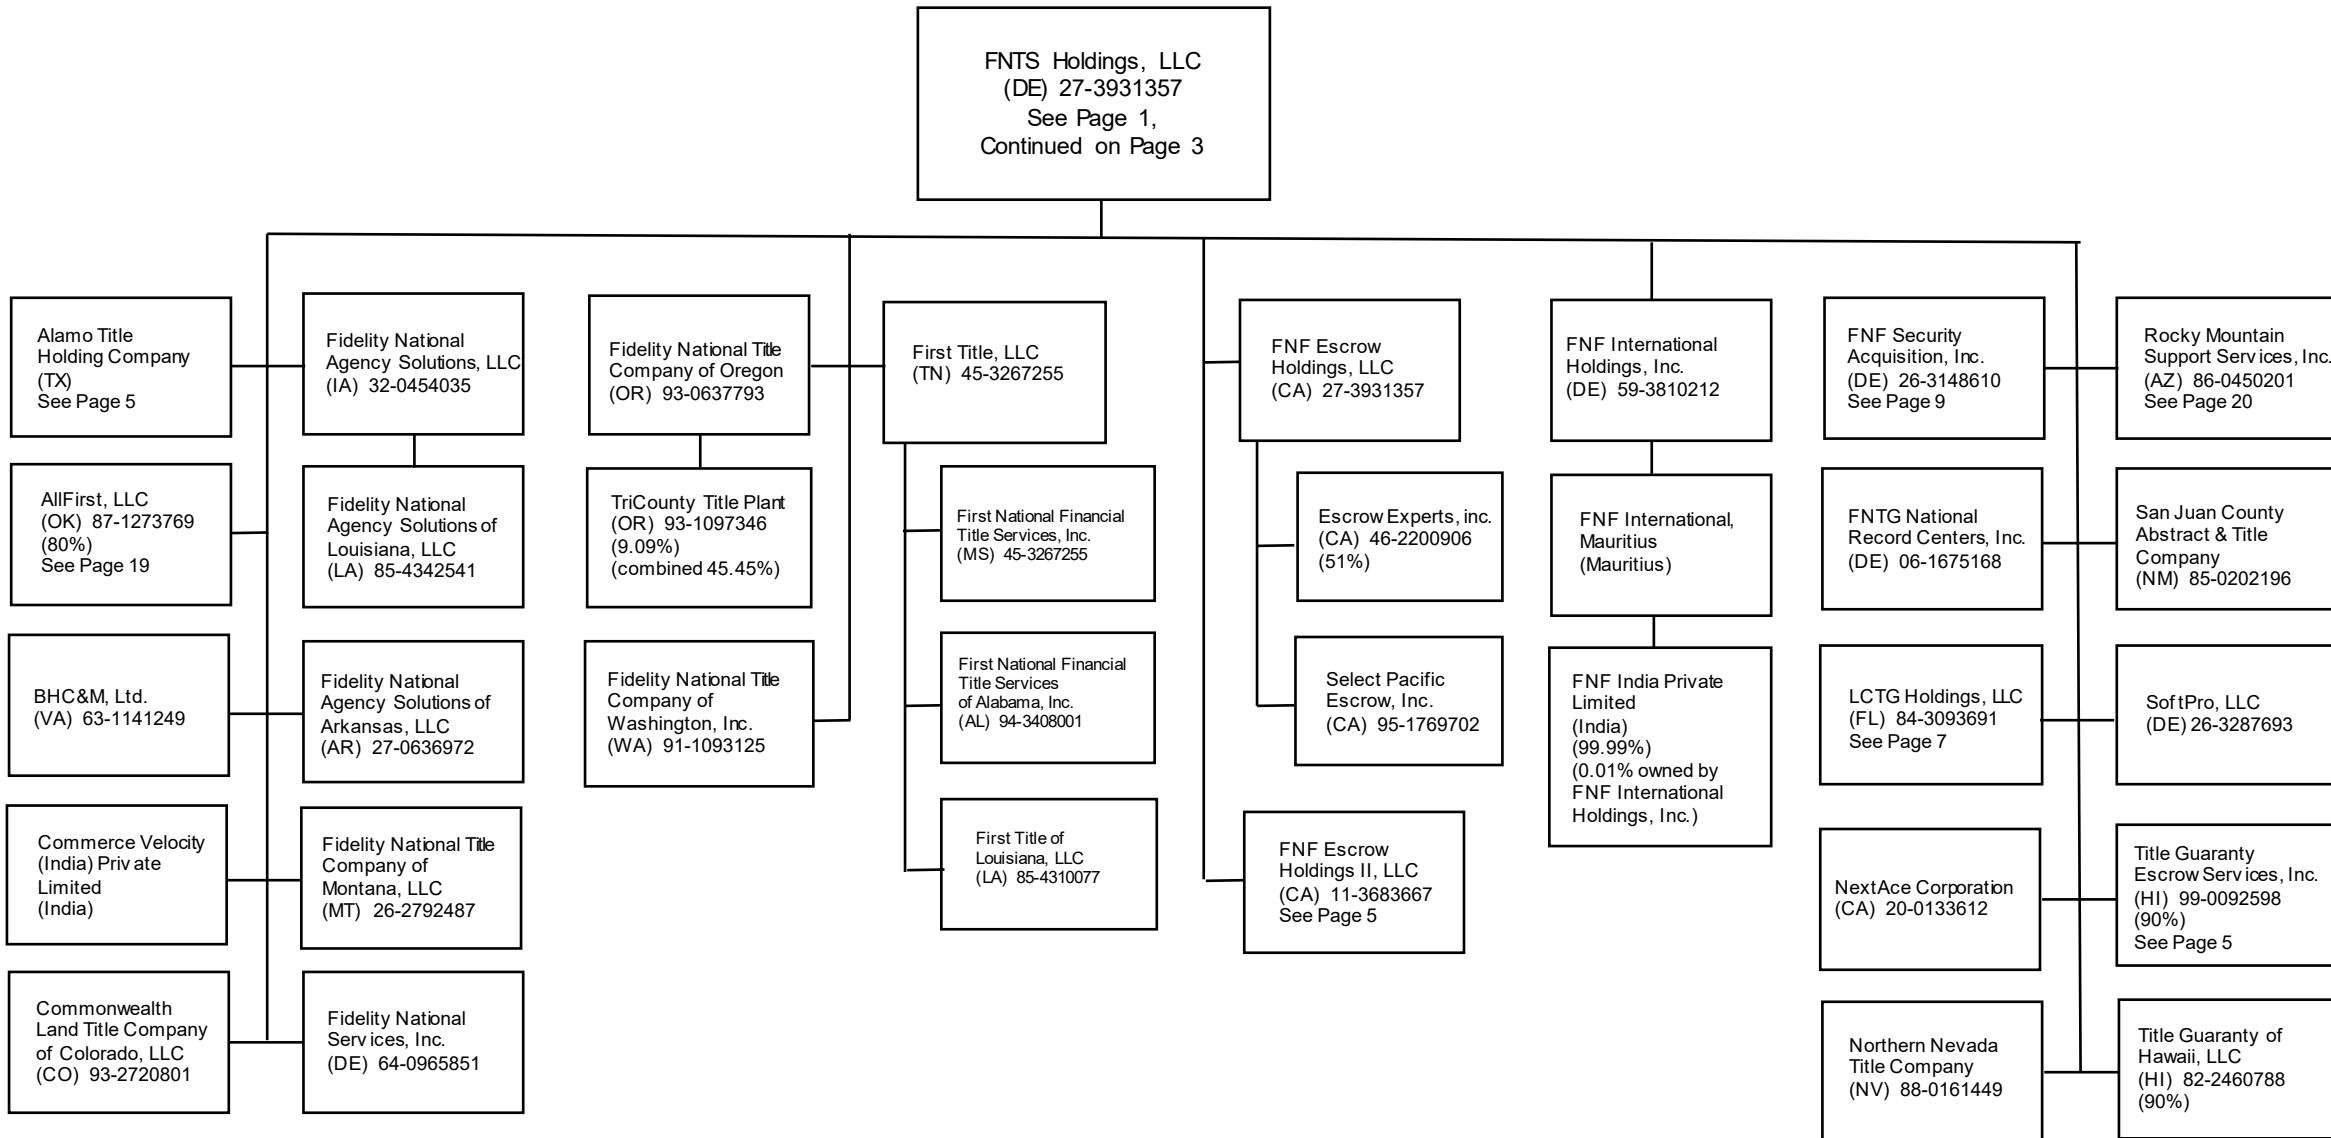 FNTS Holdings, LLC
(DE) 27-3931357
See Page 1,
Continued on Page 3
Alamo Title
Holding Company
(TX)
See Page 5
Fidelity National
Agency Solutions, LLC
(IA) 32-0454035
AllFirst, LLC
(OK) 87-1273769
(80%)
See Page 19
Fidelity National
Agency Solutions of
Louisiana, LLC
(LA) 85-4342541
BHC&M, Ltd.
(VA) 63-1141249
Fidelity National
Agency Solutions of
Arkansas, LLC
(AR) 27-0636972
Commerce Velocity
(India) Private
Limited
(India)
Fidelity National Title
Company of
Montana, LLC
(MT) 26-2792487
Commonwealth
Land Title Company
of Colorado, LLC
(CO) 93-2720801
Fidelity National
Services, Inc.
(DE) 64-0965851
Fidelity National Title
Company of Oregon
(OR) 93-0637793
TriCounty Title Plant
(OR) 93-1097346
(9.09%)
(combined 45.45%)
Fidelity National Title
Company of
Washington, Inc.
(WA) 91-1093125
First Title, LLC
(TN) 45-3267255
First National Financial
Title Services, Inc.
(MS) 45-3267255
First National Financial
Title Services
of Alabama, Inc.
(AL) 94-3408001
First Title of
Louisiana, LLC
(LA) 85-4310077
FNF Escrow
Holdings, LLC
(CA) 27-3931357
Escrow Experts, inc.
(CA) 46-2200906
(51%)
Select Pacific
Escrow, Inc.
(CA) 95-1769702
FNF Escrow
Holdings II, LLC
(CA) 11-3683667
See Page 5
FNF International
Holdings, Inc.
(DE) 59-3810212
FNF International,
Mauritius
(Mauritius)
FNF India Private
Limited
(India)
(99.99%)
(0.01% owned by
FNF International
Holdings, Inc.)
FNF Security
Acquisition, Inc.
(DE) 26-3148610
See Page 9
Rocky Mountain
Support Services, Inc.
(AZ) 86-0450201
See Page 20
FNTG National
Record Centers, Inc.
(DE) 06-1675168
San Juan County
Abstract & Title
Company
(NM) 85-0202196
LCTG Holdings, LLC
(FL) 84-3093691
See Page 7
SoftPro, LLC
(DE) 26-3287693
NextAce Corporation
(CA) 20-0133612
Title Guaranty
Escrow Services, Inc.
(HI) 99-0092598
(90%)
See Page 5
Northern Nevada
Title Company
(NV) 88-0161449
Title Guaranty of
Hawaii, LLC
(HI) 82-2460788
(90%)